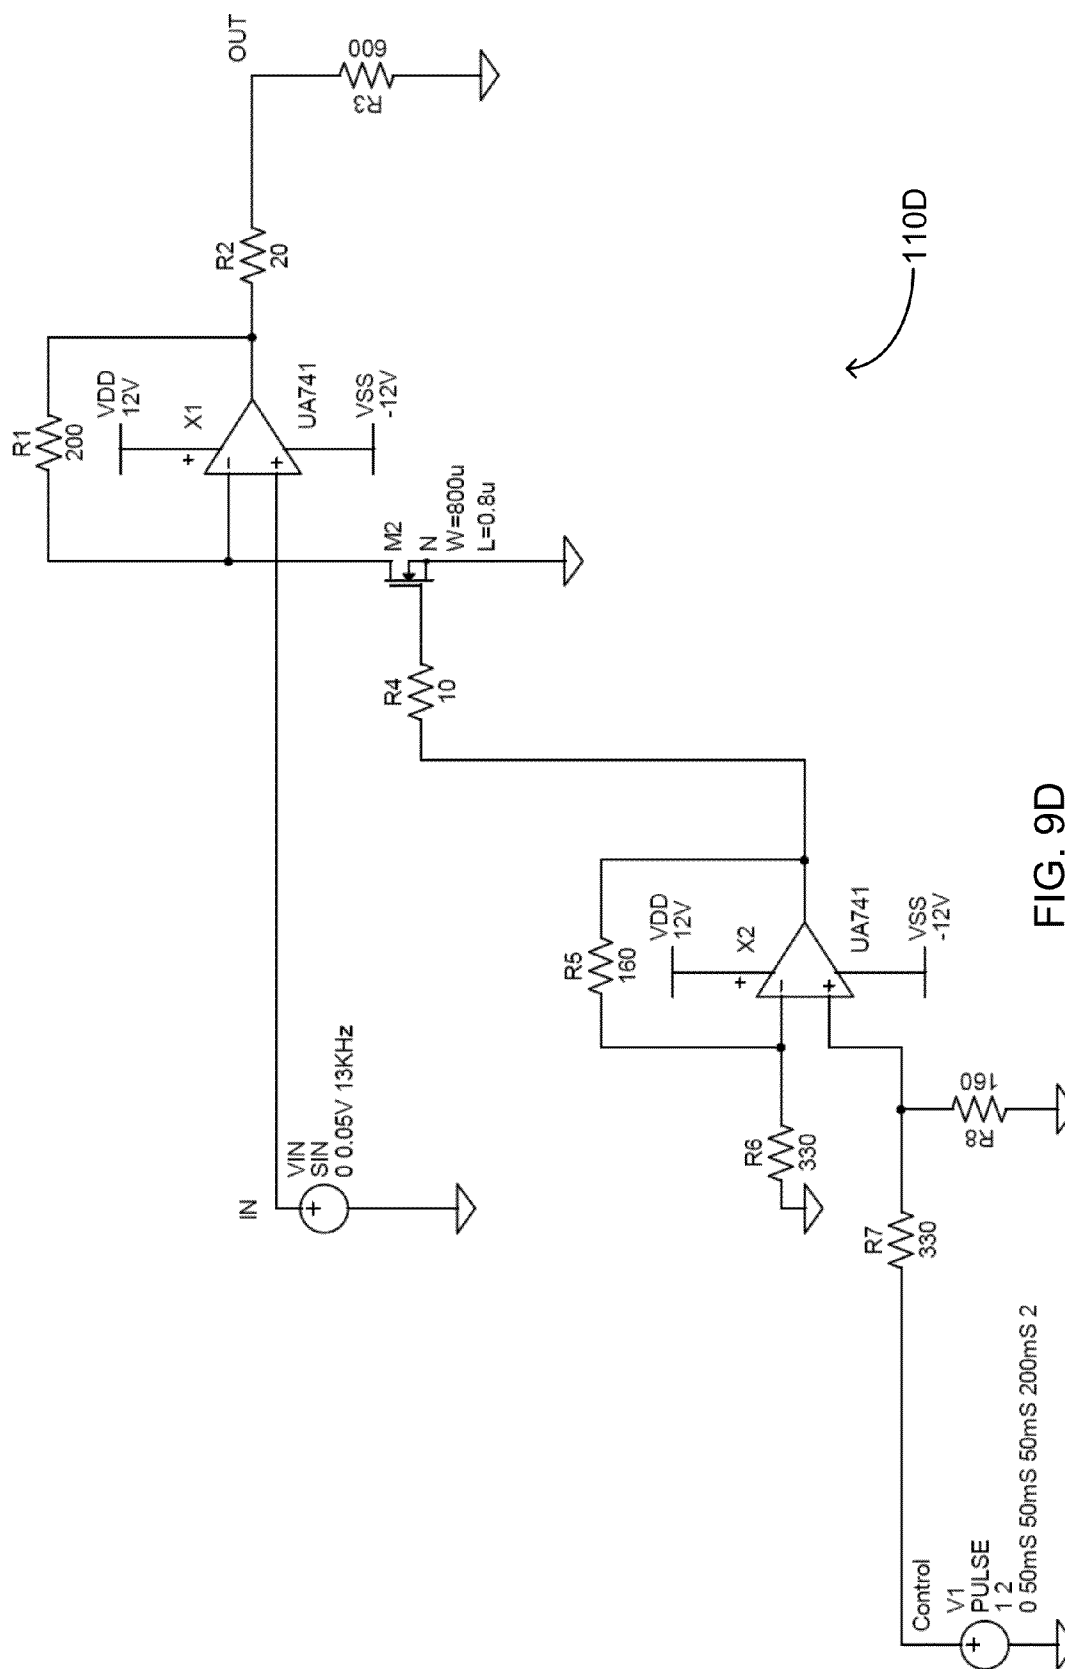 OUT
R3
600
R2
20
R1
200
VDD
12V
X1
+
-
+
UA741
VSS
-12V
M2
N
W=800u
L=0.8u
R4
10
IN
+
VIN
SIN
0 0.05V 13KHz
R5
160
VDD
12V
X2
+
-
+
UA741
VSS
-12V
R6
330
R7
330
R8
160
Control
+
V1
PULSE
1 2
0 50mS 50mS 50mS 200mS 2
110D
FIG. 9D